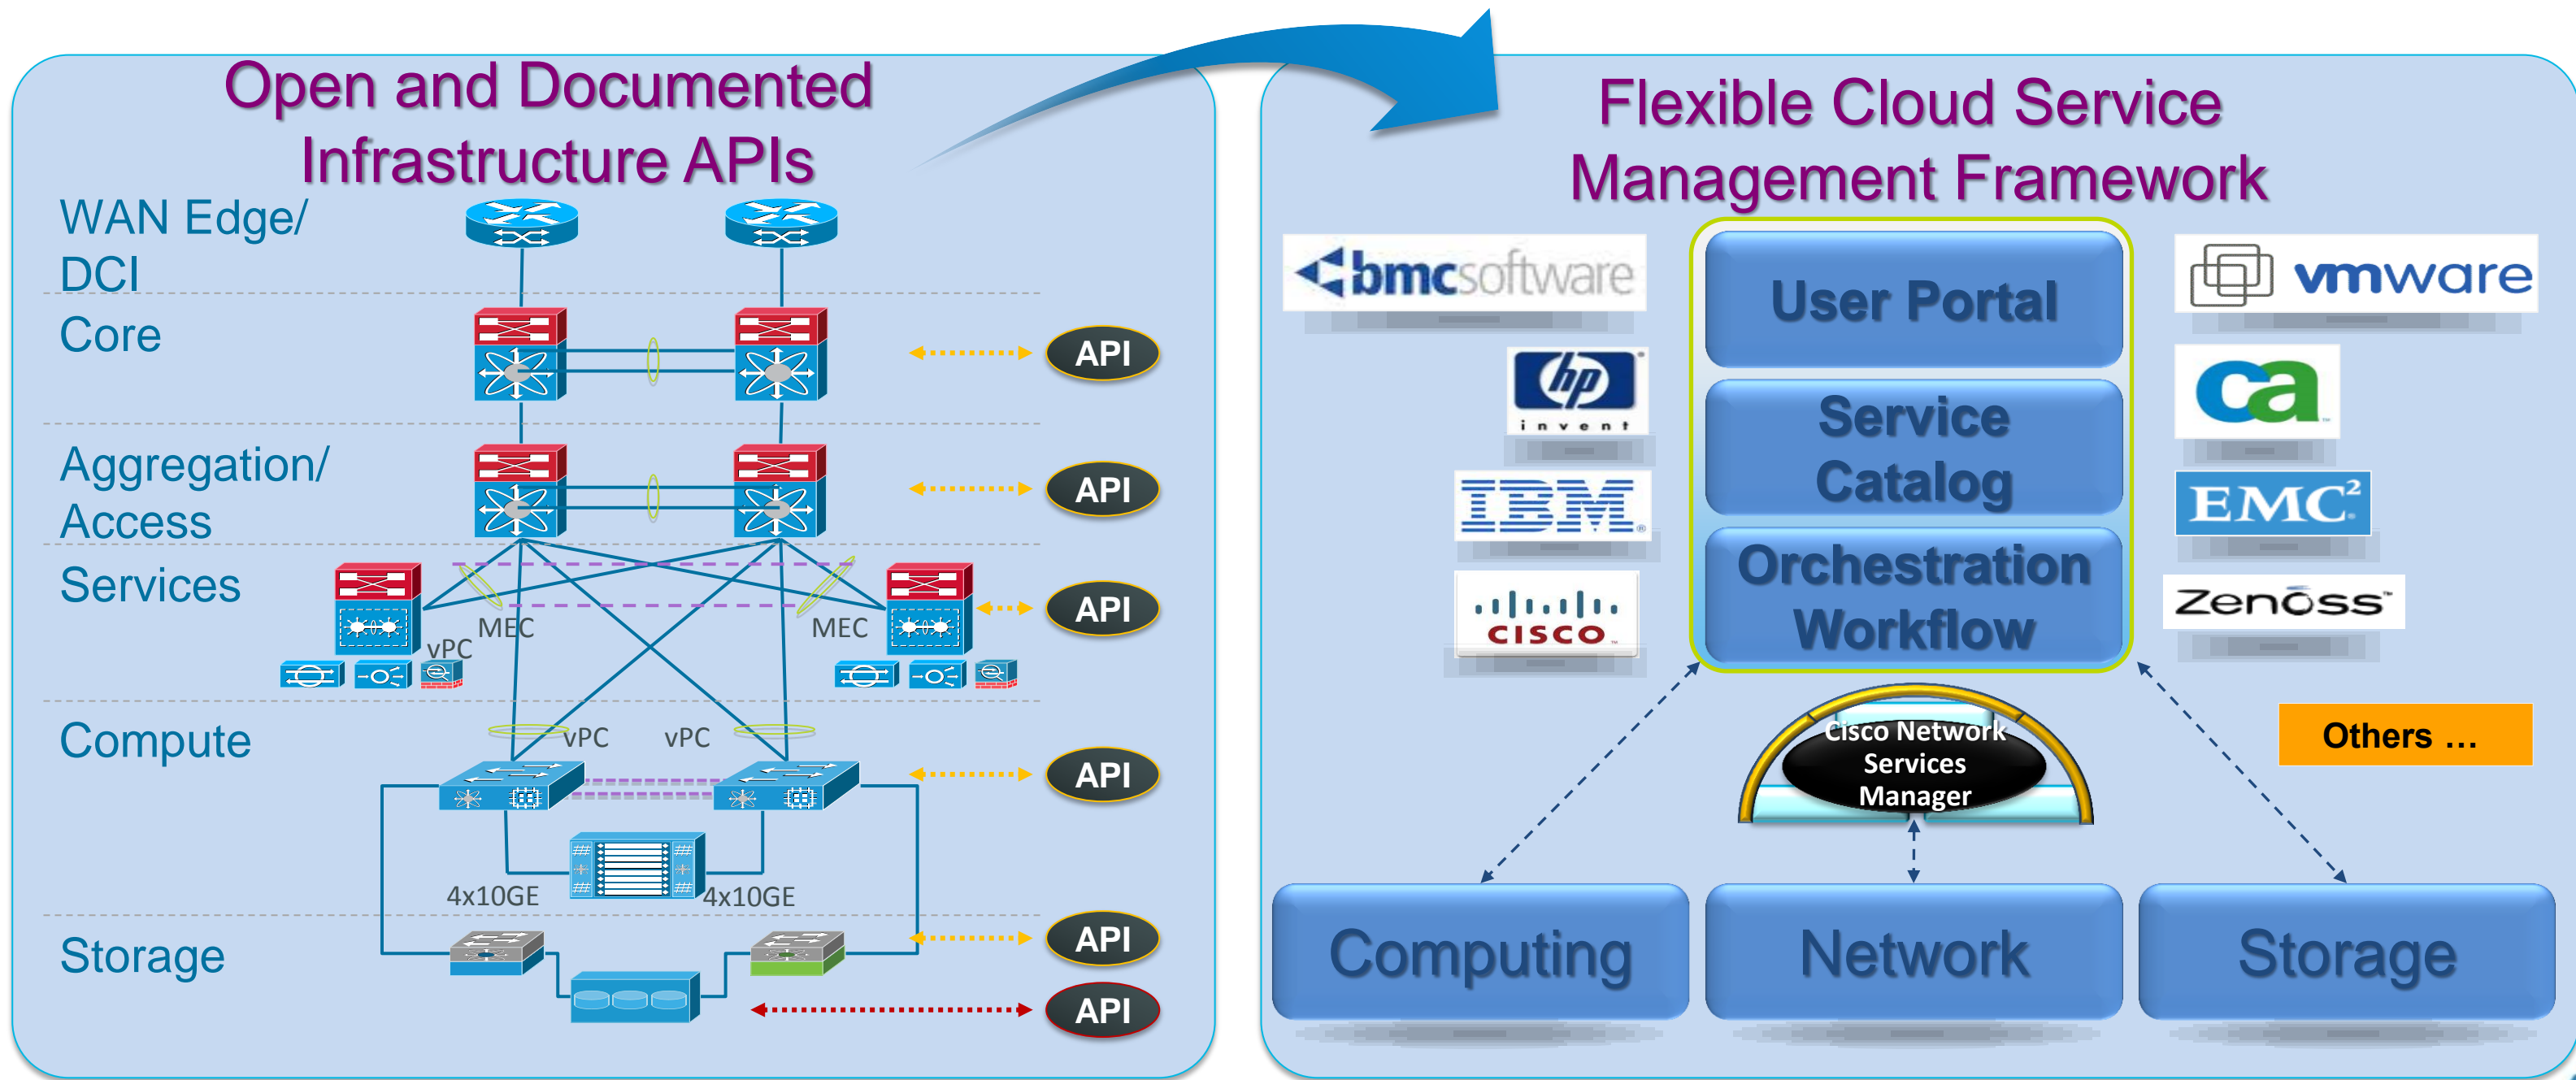 Open and Documented
Infrastructure APIs
WAN Edge/
DCI
Core
API
Aggregation/
Access
API
Services
MEC
MEC
vPC
API
Compute
vPC
vPC
API
4x10GE
4x10GE
Storage
API
API
Flexible Cloud Service
Management Framework
bmcsoftware
User Portal
vmware
hp
invent
Service
Catalog
ca
IBM
EMC²
Orchestration
Workflow
CISCO
Zenoss™
Cisco Network
Services
Manager
Others …
Computing
Network
Storage